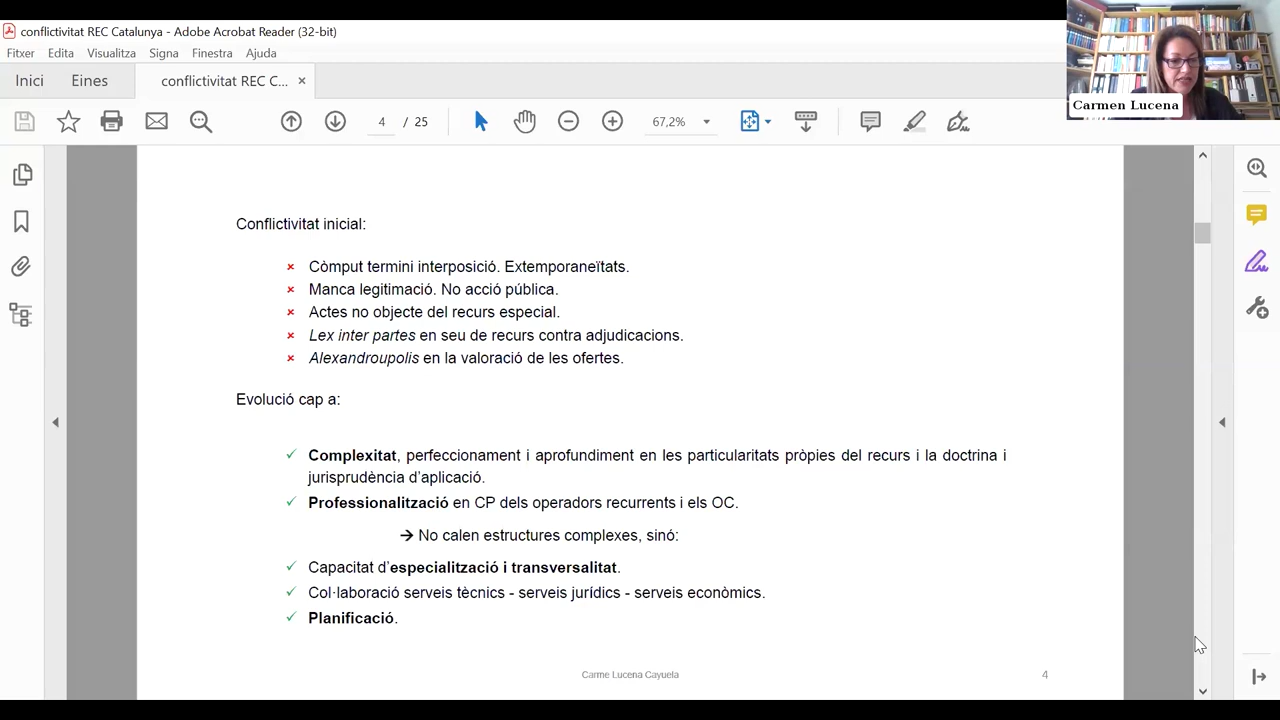 conflictivitat REC Catalunya - Adobe Acrobat Reader (32-bit)
Fitxer Edita Visualitza Signa Finestra Ajuda
Inici Eines conflictivitat REC C... ×
4 / 25 67,2%
Carmen Lucena
Conflictivitat inicial:
× Còmput termini interposició. Extemporaneïtats.
× Manca legitimació. No acció pública.
× Actes no objecte del recurs especial.
× Lex inter partes en seu de recurs contra adjudicacions.
× Alexandroupolis en la valoració de les ofertes.
Evolució cap a:
✓ Complexitat, perfeccionament i aprofundiment en les particularitats pròpies del recurs i la doctrina i
jurisprudència d’aplicació.
✓ Professionalització en CP dels operadors recurrents i els OC.
→ No calen estructures complexes, sinó:
✓ Capacitat d’especialització i transversalitat.
✓ Col·laboració serveis tècnics - serveis jurídics - serveis econòmics.
✓ Planificació.
Carme Lucena Cayuela 4